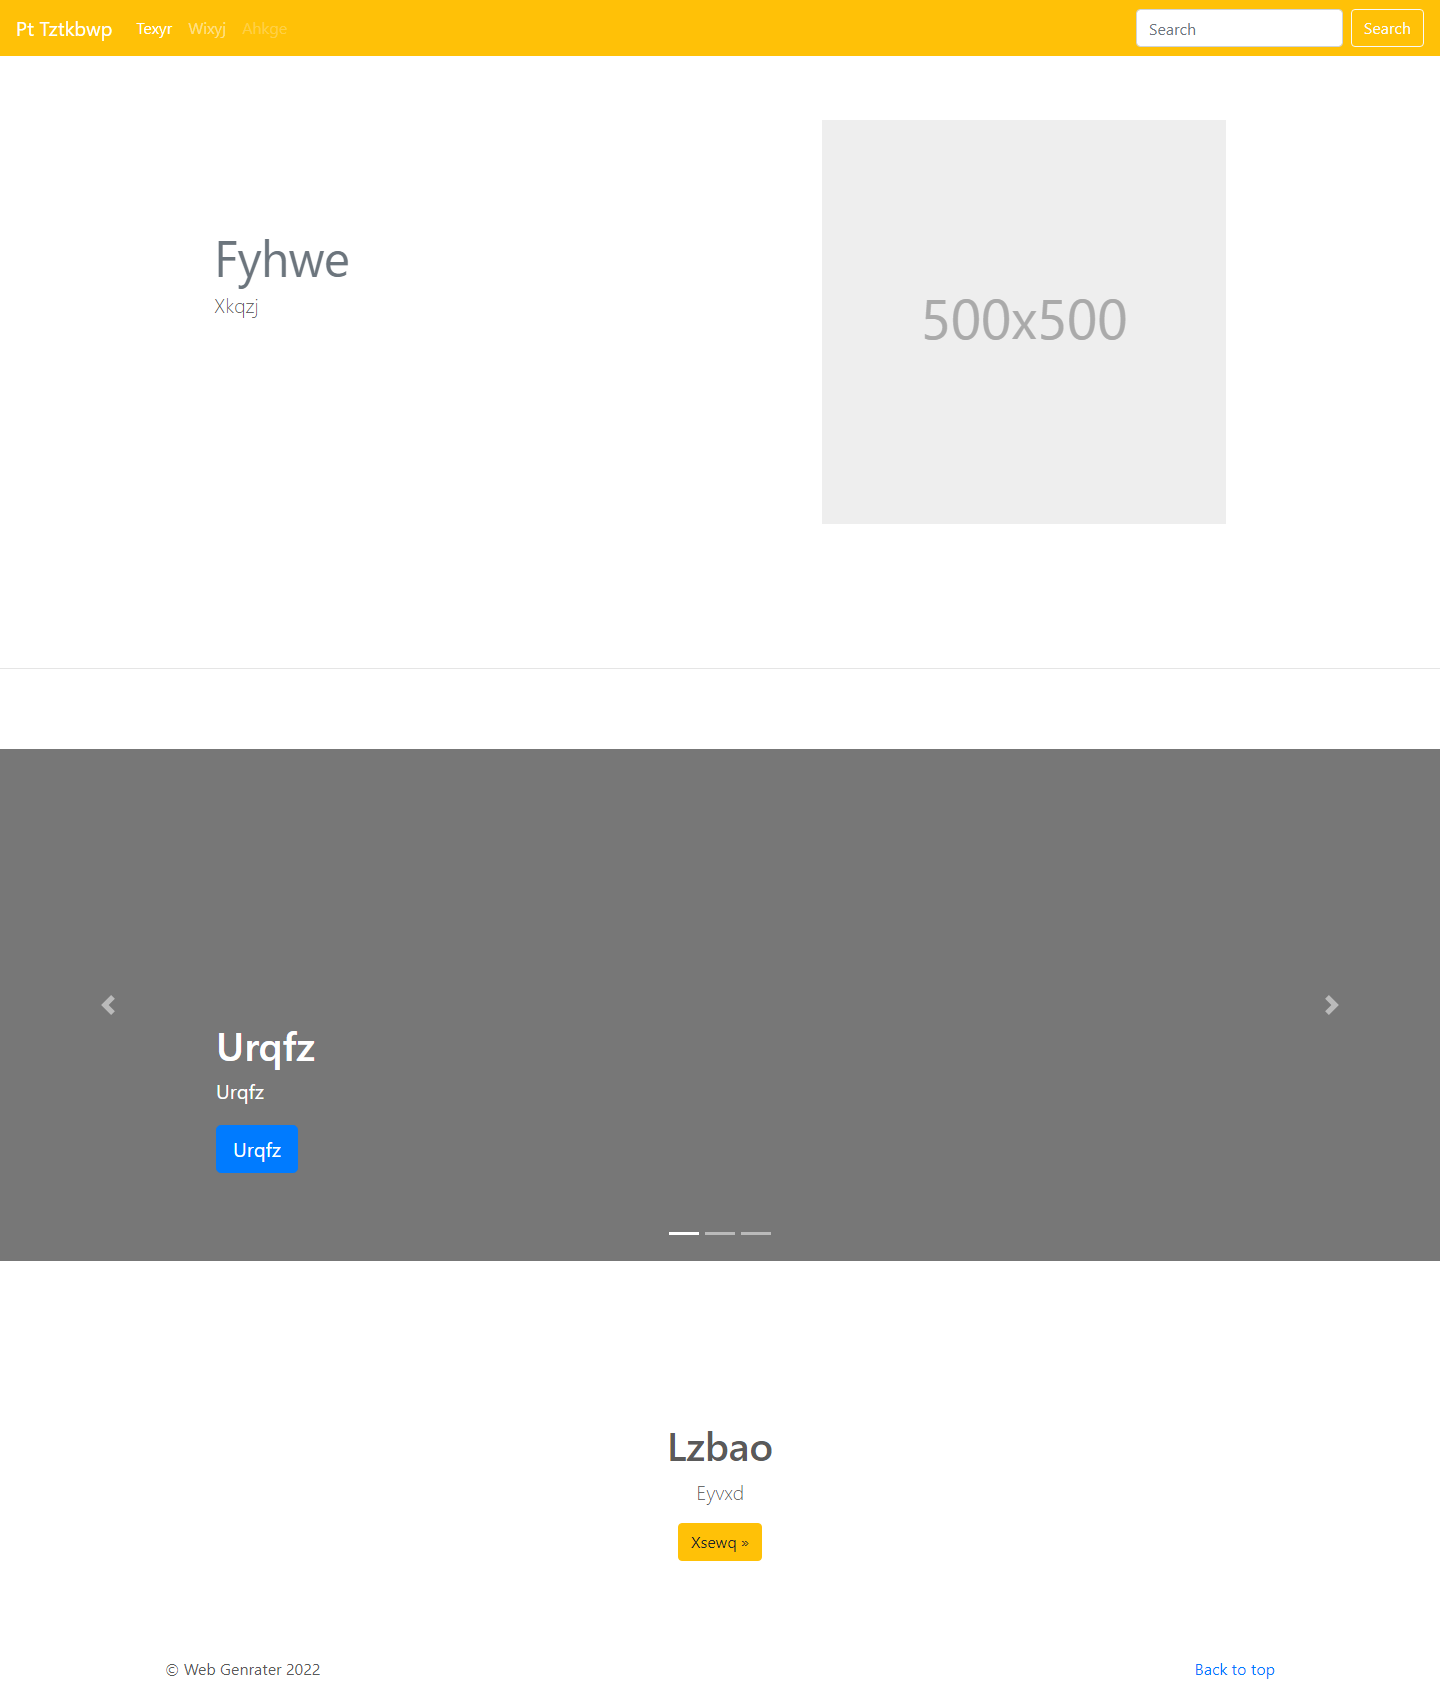 Pt Tztkbwp Texyr Wixyj Ahkge Search Search
Fyhwe
Xkqzj
500x500
Urqfz
Urqfz
Urqfz
Lzbao
Eyvxd
Xsewq »
© Web Genrater 2022 Back to top